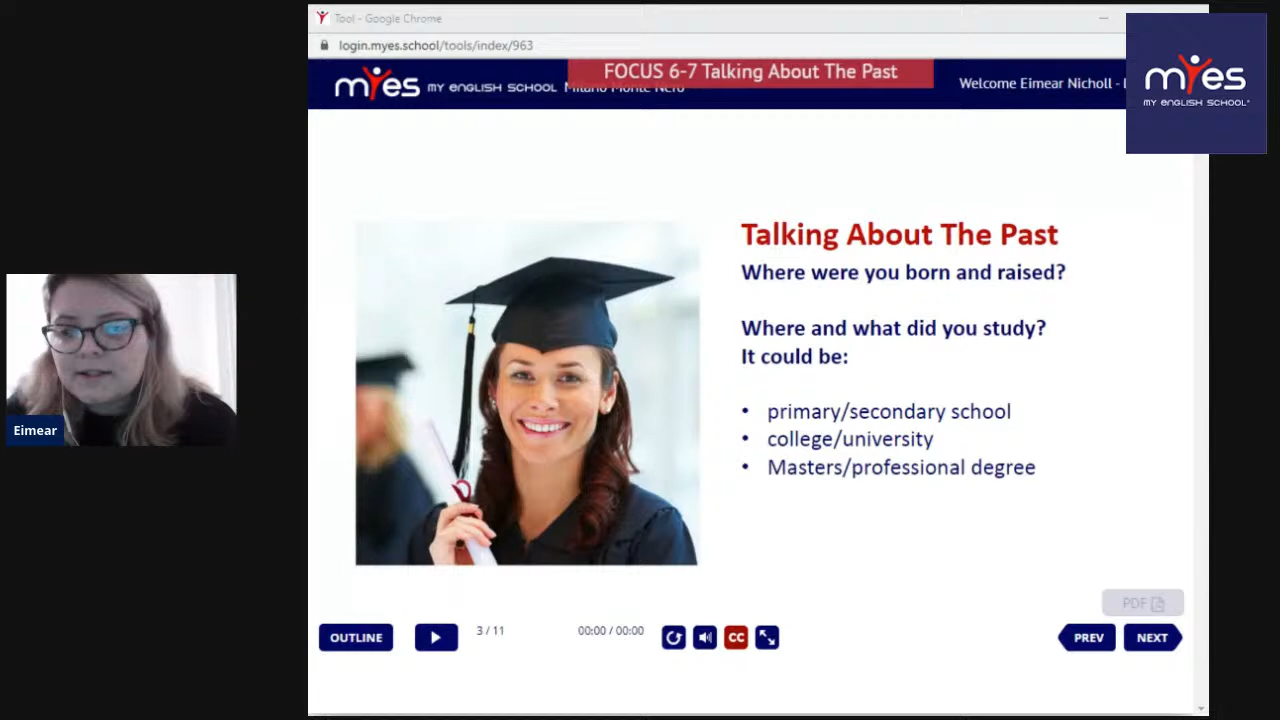 Tool - Google Chrome
login.myes.school/tools/index/963
FOCUS 6-7 Talking About The Past
myes MY ENGLISH SCHOOL Milano Monte Nero
Welcome Eimear Nicholl -
myes
MY ENGLISH SCHOOL
Talking About The Past
Where were you born and raised?
Where and what did you study?
It could be:
• primary/secondary school
• college/university
• Masters/professional degree
Eimear
PDF
OUTLINE
3 / 11
00:00 / 00:00
CC
PREV
NEXT